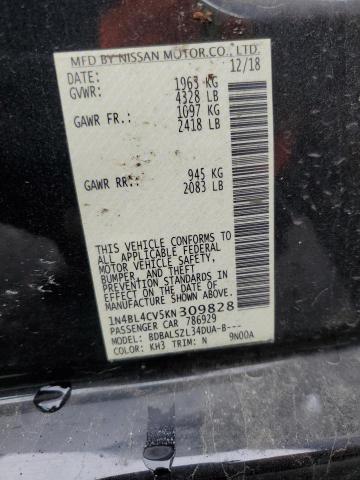 MFD BY NISSAN MOTOR CO., LTD.
DATE: 12/18
GVWR: 1963 KG
4328 LB
GAWR FR.: 1097 KG
2418 LB
GAWR RR.: 945 KG
2083 LB
THIS VEHICLE CONFORMS TO
ALL APPLICABLE FEDERAL
MOTOR VEHICLE SAFETY,
BUMPER, AND THEFT
PREVENTION STANDARDS IN
EFFECT ON THE DATE OF
MANUFACTURE SHOWN ABOVE.
1N4BL4CV5KN309828
PASSENGER CAR 786929
MODEL: BDBALSZL34DUA-B---
COLOR: KH3 TRIM: N 9N00A